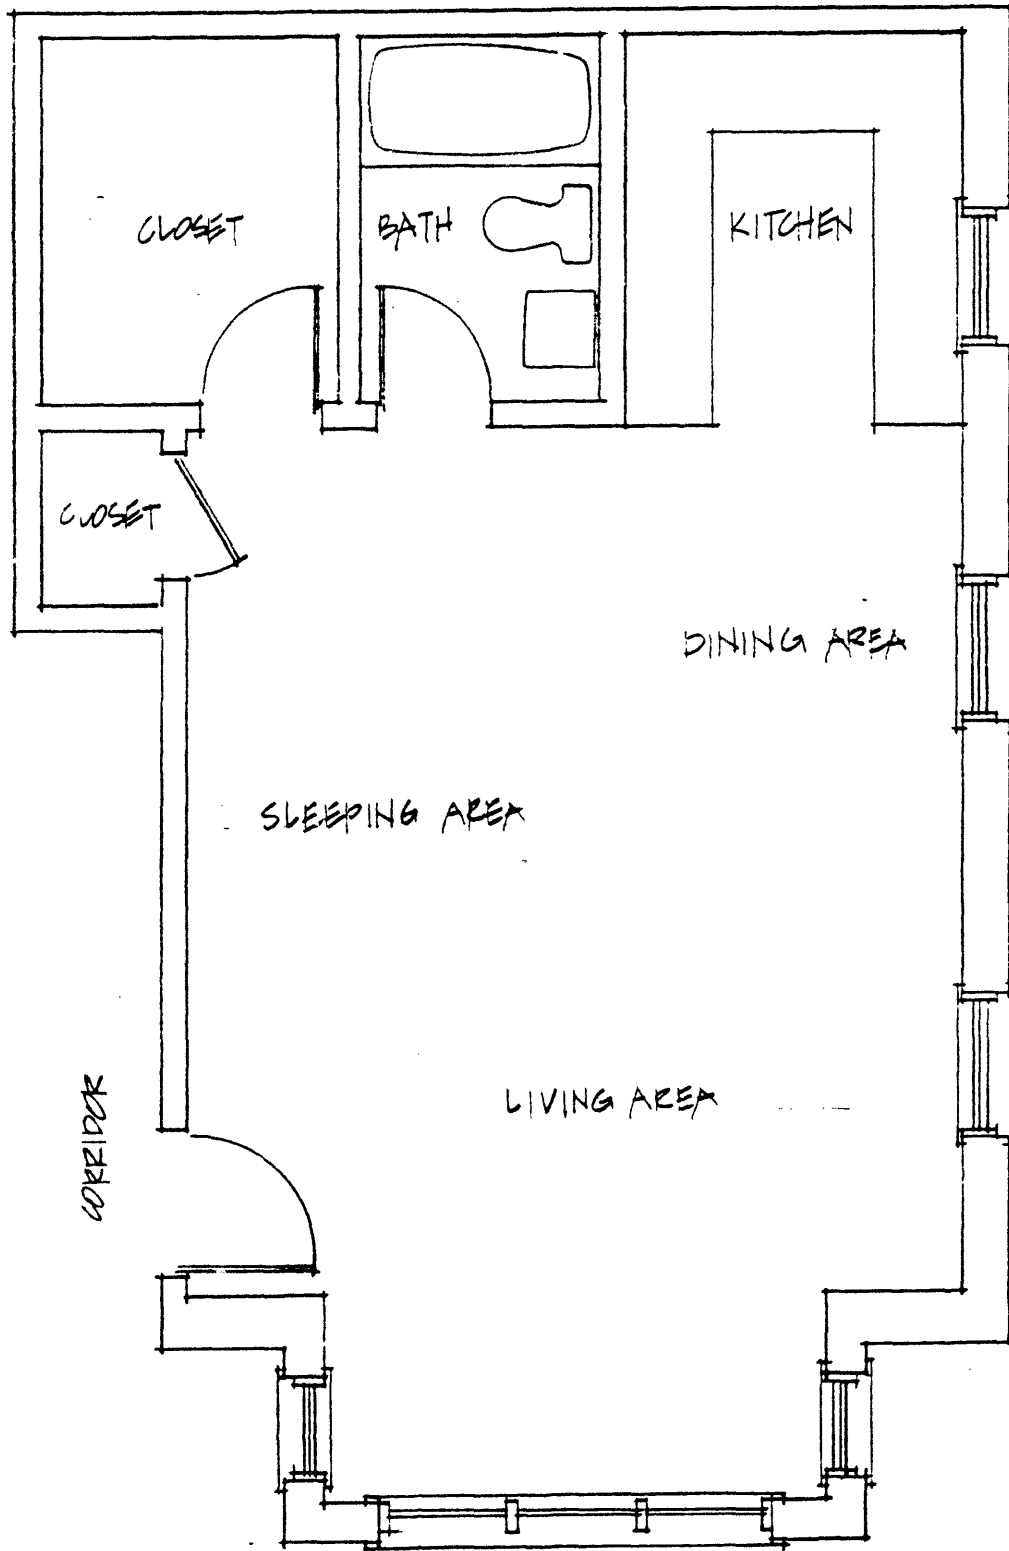 CLOSET
BATH
KITCHEN
CLOSET
DINING AREA
SLEEPING AREA
LIVING AREA
CORRIDOR